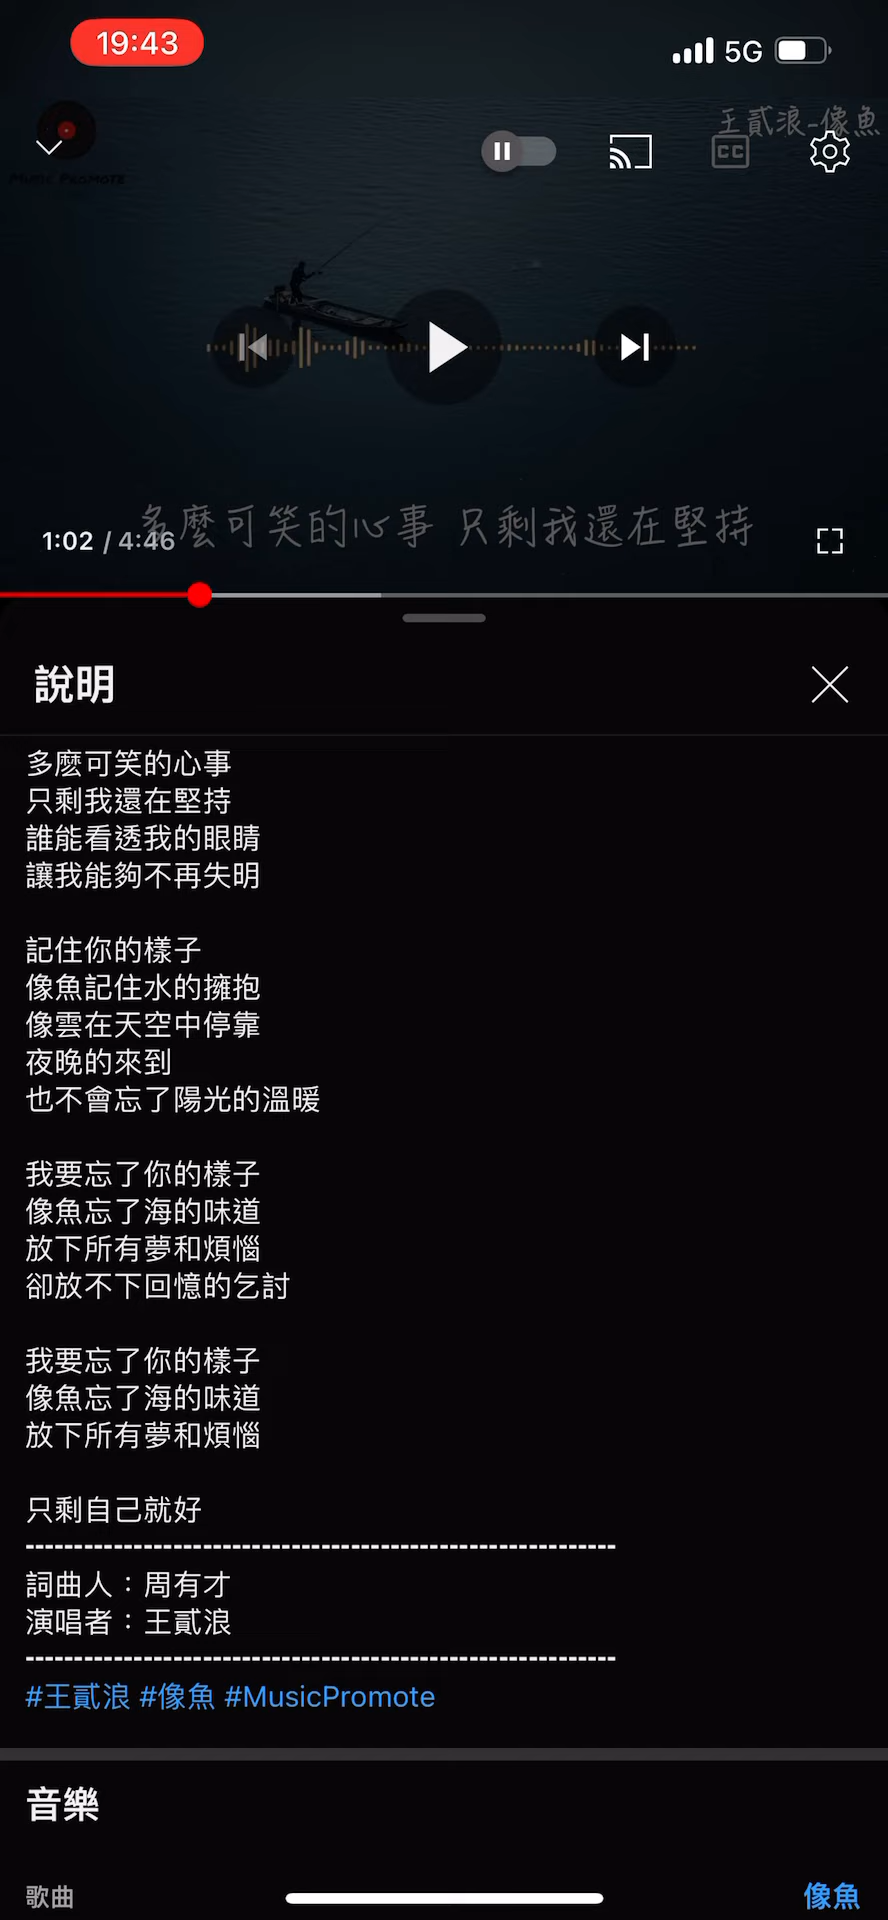 19:43
5G
王貳浪-像魚
CC
MUSIC PROMOTE
多麼可笑的心事 只剩我還在堅持
1:02 / 4:46
說明
多麽可笑的心事
只剩我還在堅持
誰能看透我的眼睛
讓我能夠不再失明
記住你的樣子
像魚記住水的擁抱
像雲在天空中停靠
夜晚的來到
也不會忘了陽光的溫暖
我要忘了你的樣子
像魚忘了海的味道
放下所有夢和煩惱
卻放不下回憶的乞討
我要忘了你的樣子
像魚忘了海的味道
放下所有夢和煩惱
只剩自己就好
------------------------------------------------------------
詞曲人：周有才
演唱者：王貳浪
------------------------------------------------------------
#王貳浪 #像魚 #MusicPromote
音樂
歌曲
像魚